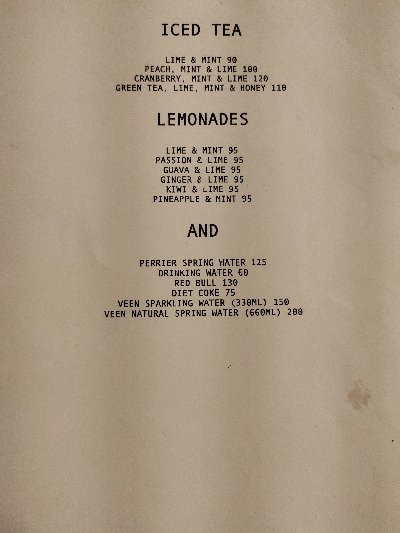 ICED TEA
LIME & MINT 90
PEACH, MINT & LIME 100
CRANBERRY, MINT & LIME 120
GREEN TEA, LIME, MINT & HONEY 110
LEMONADES
LIME & MINT 95
PASSION & LIME 95
GUAVA & LIME 95
GINGER & LIME 95
KIWI & LIME 95
PINEAPPLE & MINT 95
AND
PERRIER SPRING WATER 125
DRINKING WATER 60
RED BULL 130
DIET COKE 75
VEEN SPARKLING WATER (330ML) 150
VEEN NATURAL SPRING WATER (660ML) 200